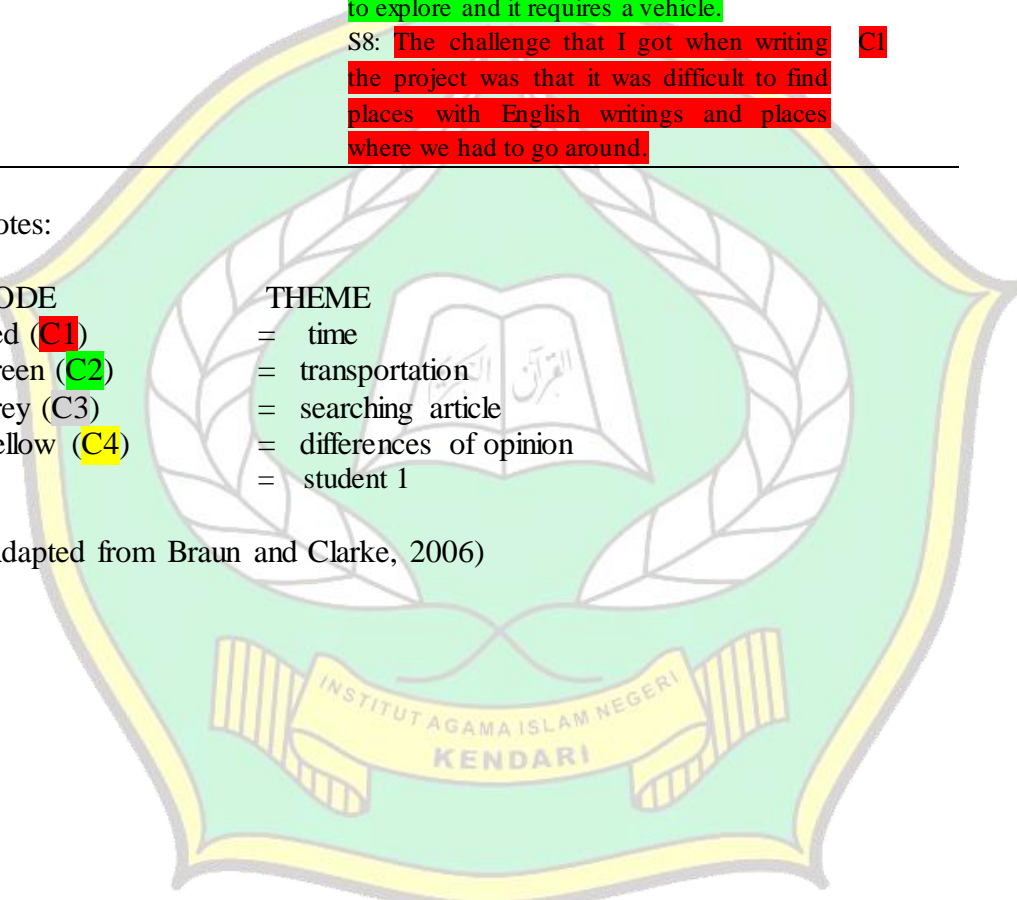 to explore and it requires a vehicle.
S8: The challenge that I got when writing C1
the project was that it was difficult to find
places with English writings and places
where we had to go around.
otes:
ODE THEME
ed (C1) = time
reen (C2) = transportation
rey (C3) = searching article
ellow (C4) = differences of opinion
= student 1
dapted from Braun and Clarke, 2006)
INSTITUT AGAMA ISLAM NEGERI
KENDARI